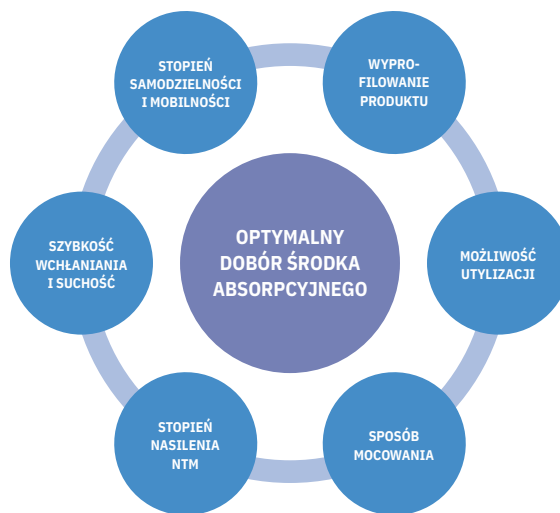 STOPIEŃ
SAMODZIELNOŚCI
I MOBILNOŚCI
WYPRO-
FILOWANIE
PRODUKTU
SZYBKOŚĆ
WCHŁANIANIA
I SUCHOŚĆ
OPTYMALNY
DOBÓR ŚRODKA
ABSORPCYJNEGO
MOŻLIWOŚĆ
UTYLIZACJI
STOPIEŃ
NASILENIA
NTM
SPOSÓB
MOCOWANIA